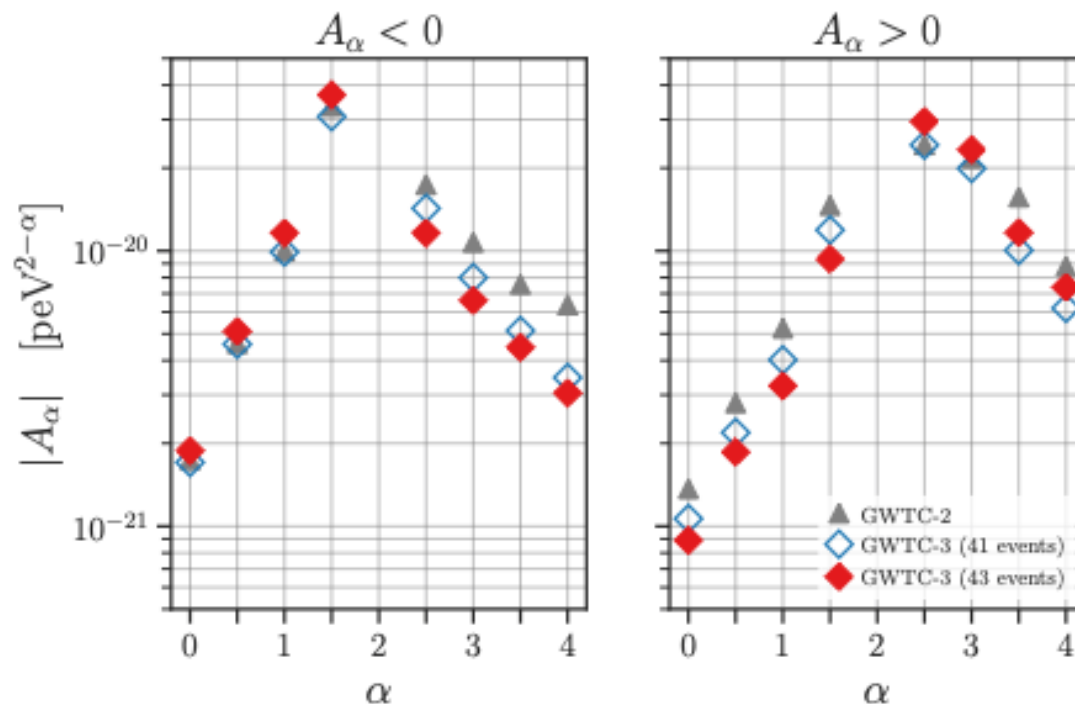 A_α < 0
A_α > 0
|A_α| [peV^{2−α}]
10^{−20}
10^{−21}
0 1 2 3 4
0 1 2 3 4
α
α
GWTC-2
GWTC-3 (41 events)
GWTC-3 (43 events)